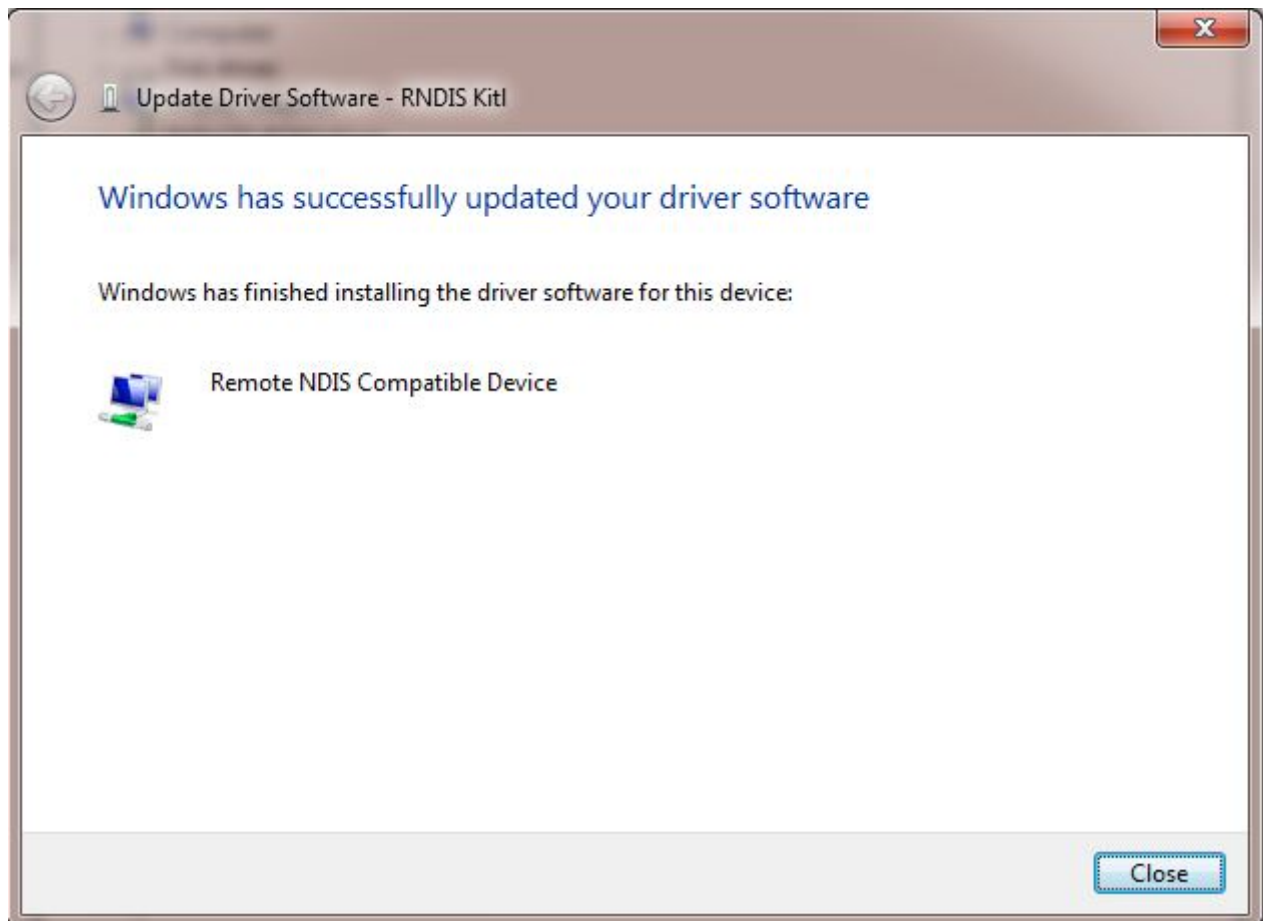 Update Driver Software - RNDIS Kitl
Windows has successfully updated your driver software
Windows has finished installing the driver software for this device:
Remote NDIS Compatible Device
Close